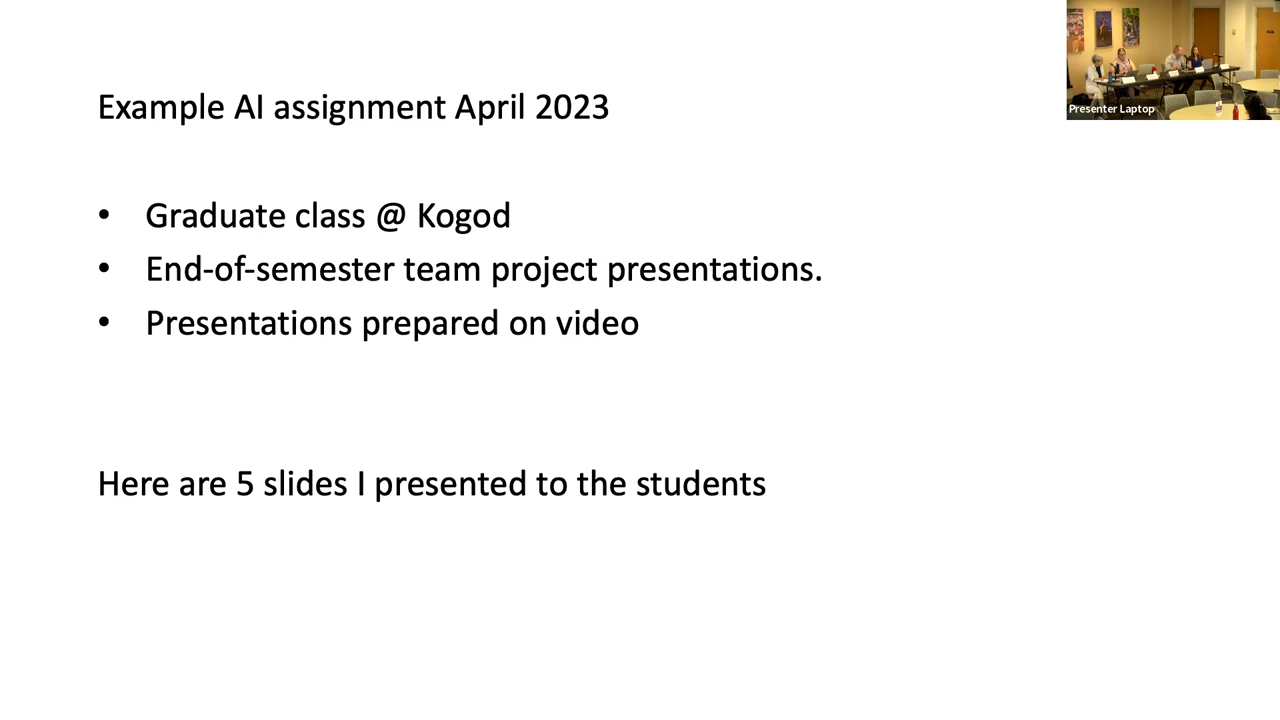 Example AI assignment April 2023
• Graduate class @ Kogod
• End-of-semester team project presentations.
• Presentations prepared on video
Here are 5 slides I presented to the students
Presenter Laptop